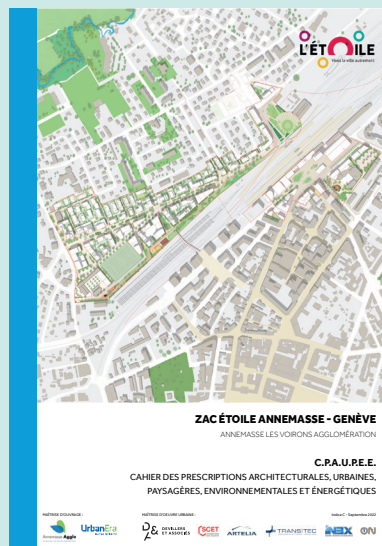 L'ÉTOILE
Vivez la ville autrement
ZAC ÉTOILE ANNEMASSE - GENÈVE
ANNEMASSE LES VOIRONS AGGLOMÉRATION
C.P.A.U.P.E.E.
CAHIER DES PRESCRIPTIONS ARCHITECTURALES, URBAINES,
PAYSAGÈRES, ENVIRONNEMENTALES ET ÉNERGÉTIQUES
MAÎTRISE D'OUVRAGE : MAÎTRISE D'OEUVRE URBAINE : Indice C - Septembre 2022
Annemasse Agglo UrbanEra D&A DEVILLERS ET ASSOCIÉS SCET ARTELIA TRANSITEC ON